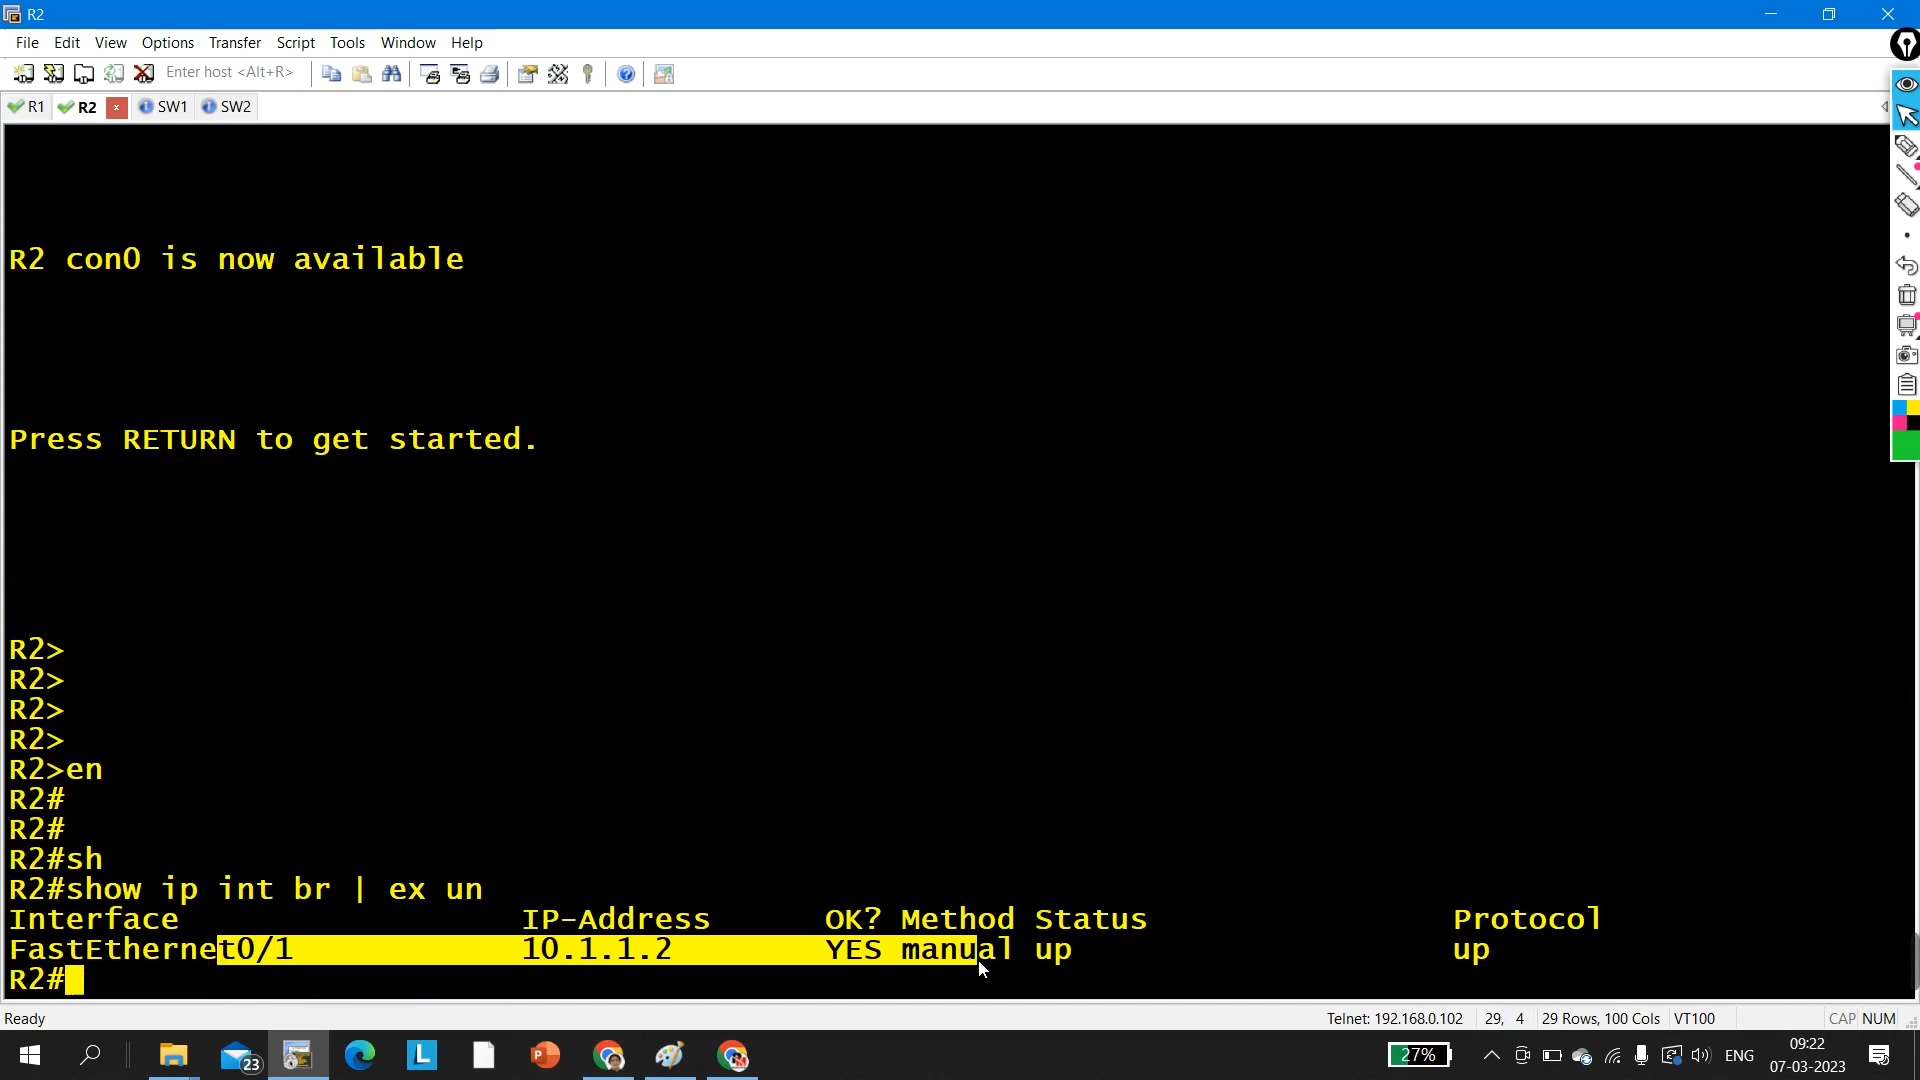 R2
File Edit View Options Transfer Script Tools Window Help
Enter host <Alt+R>
R1 R2 x SW1 SW2
R2 con0 is now available
Press RETURN to get started.
R2>
R2>
R2>
R2>
R2>en
R2#
R2#
R2#sh
R2#show ip int br | ex un
Interface IP-Address OK? Method Status Protocol
FastEthernet0/1 10.1.1.2 YES manual up up
R2#
Ready Telnet: 192.168.0.102 29, 4 29 Rows, 100 Cols VT100 CAP NUM
23 L P 27% ENG 09:22
07-03-2023